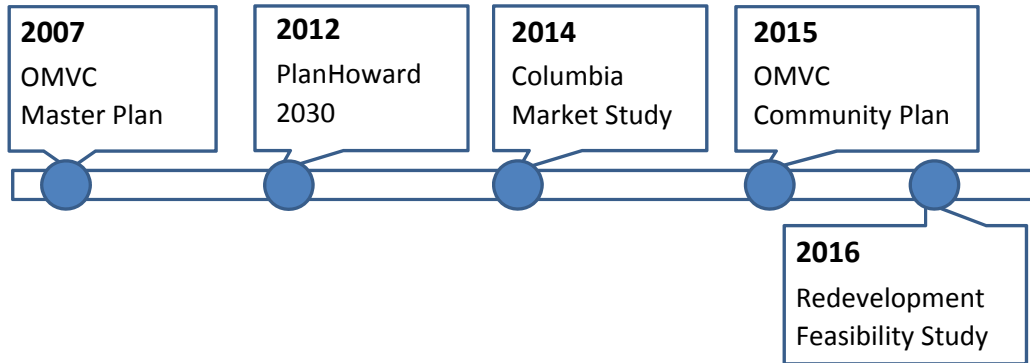 2007
OMVC
Master Plan
2012
PlanHoward
2030
2014
Columbia
Market Study
2015
OMVC
Community Plan
2016
Redevelopment
Feasibility Study